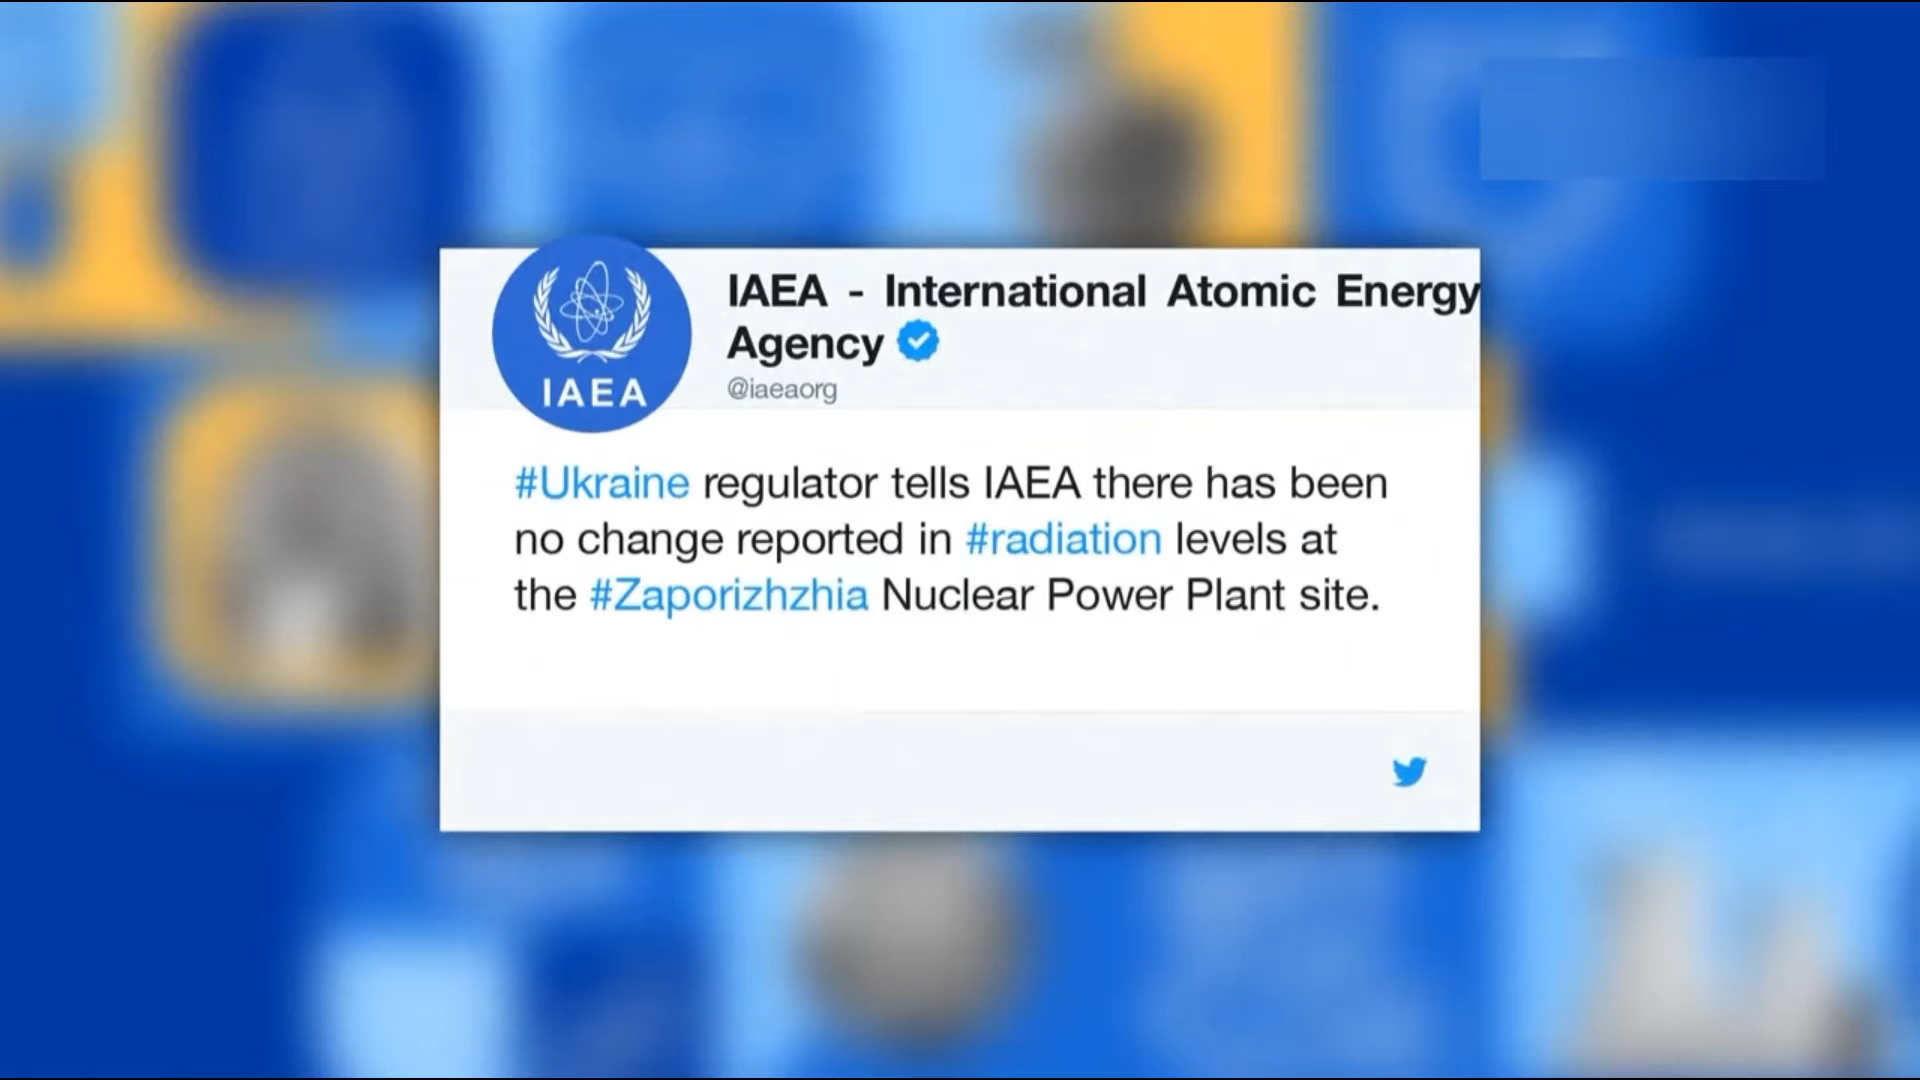 IAEA - International Atomic Energy
Agency
@iaeaorg
IAEA
#Ukraine regulator tells IAEA there has been
no change reported in #radiation levels at
the #Zaporizhzhia Nuclear Power Plant site.